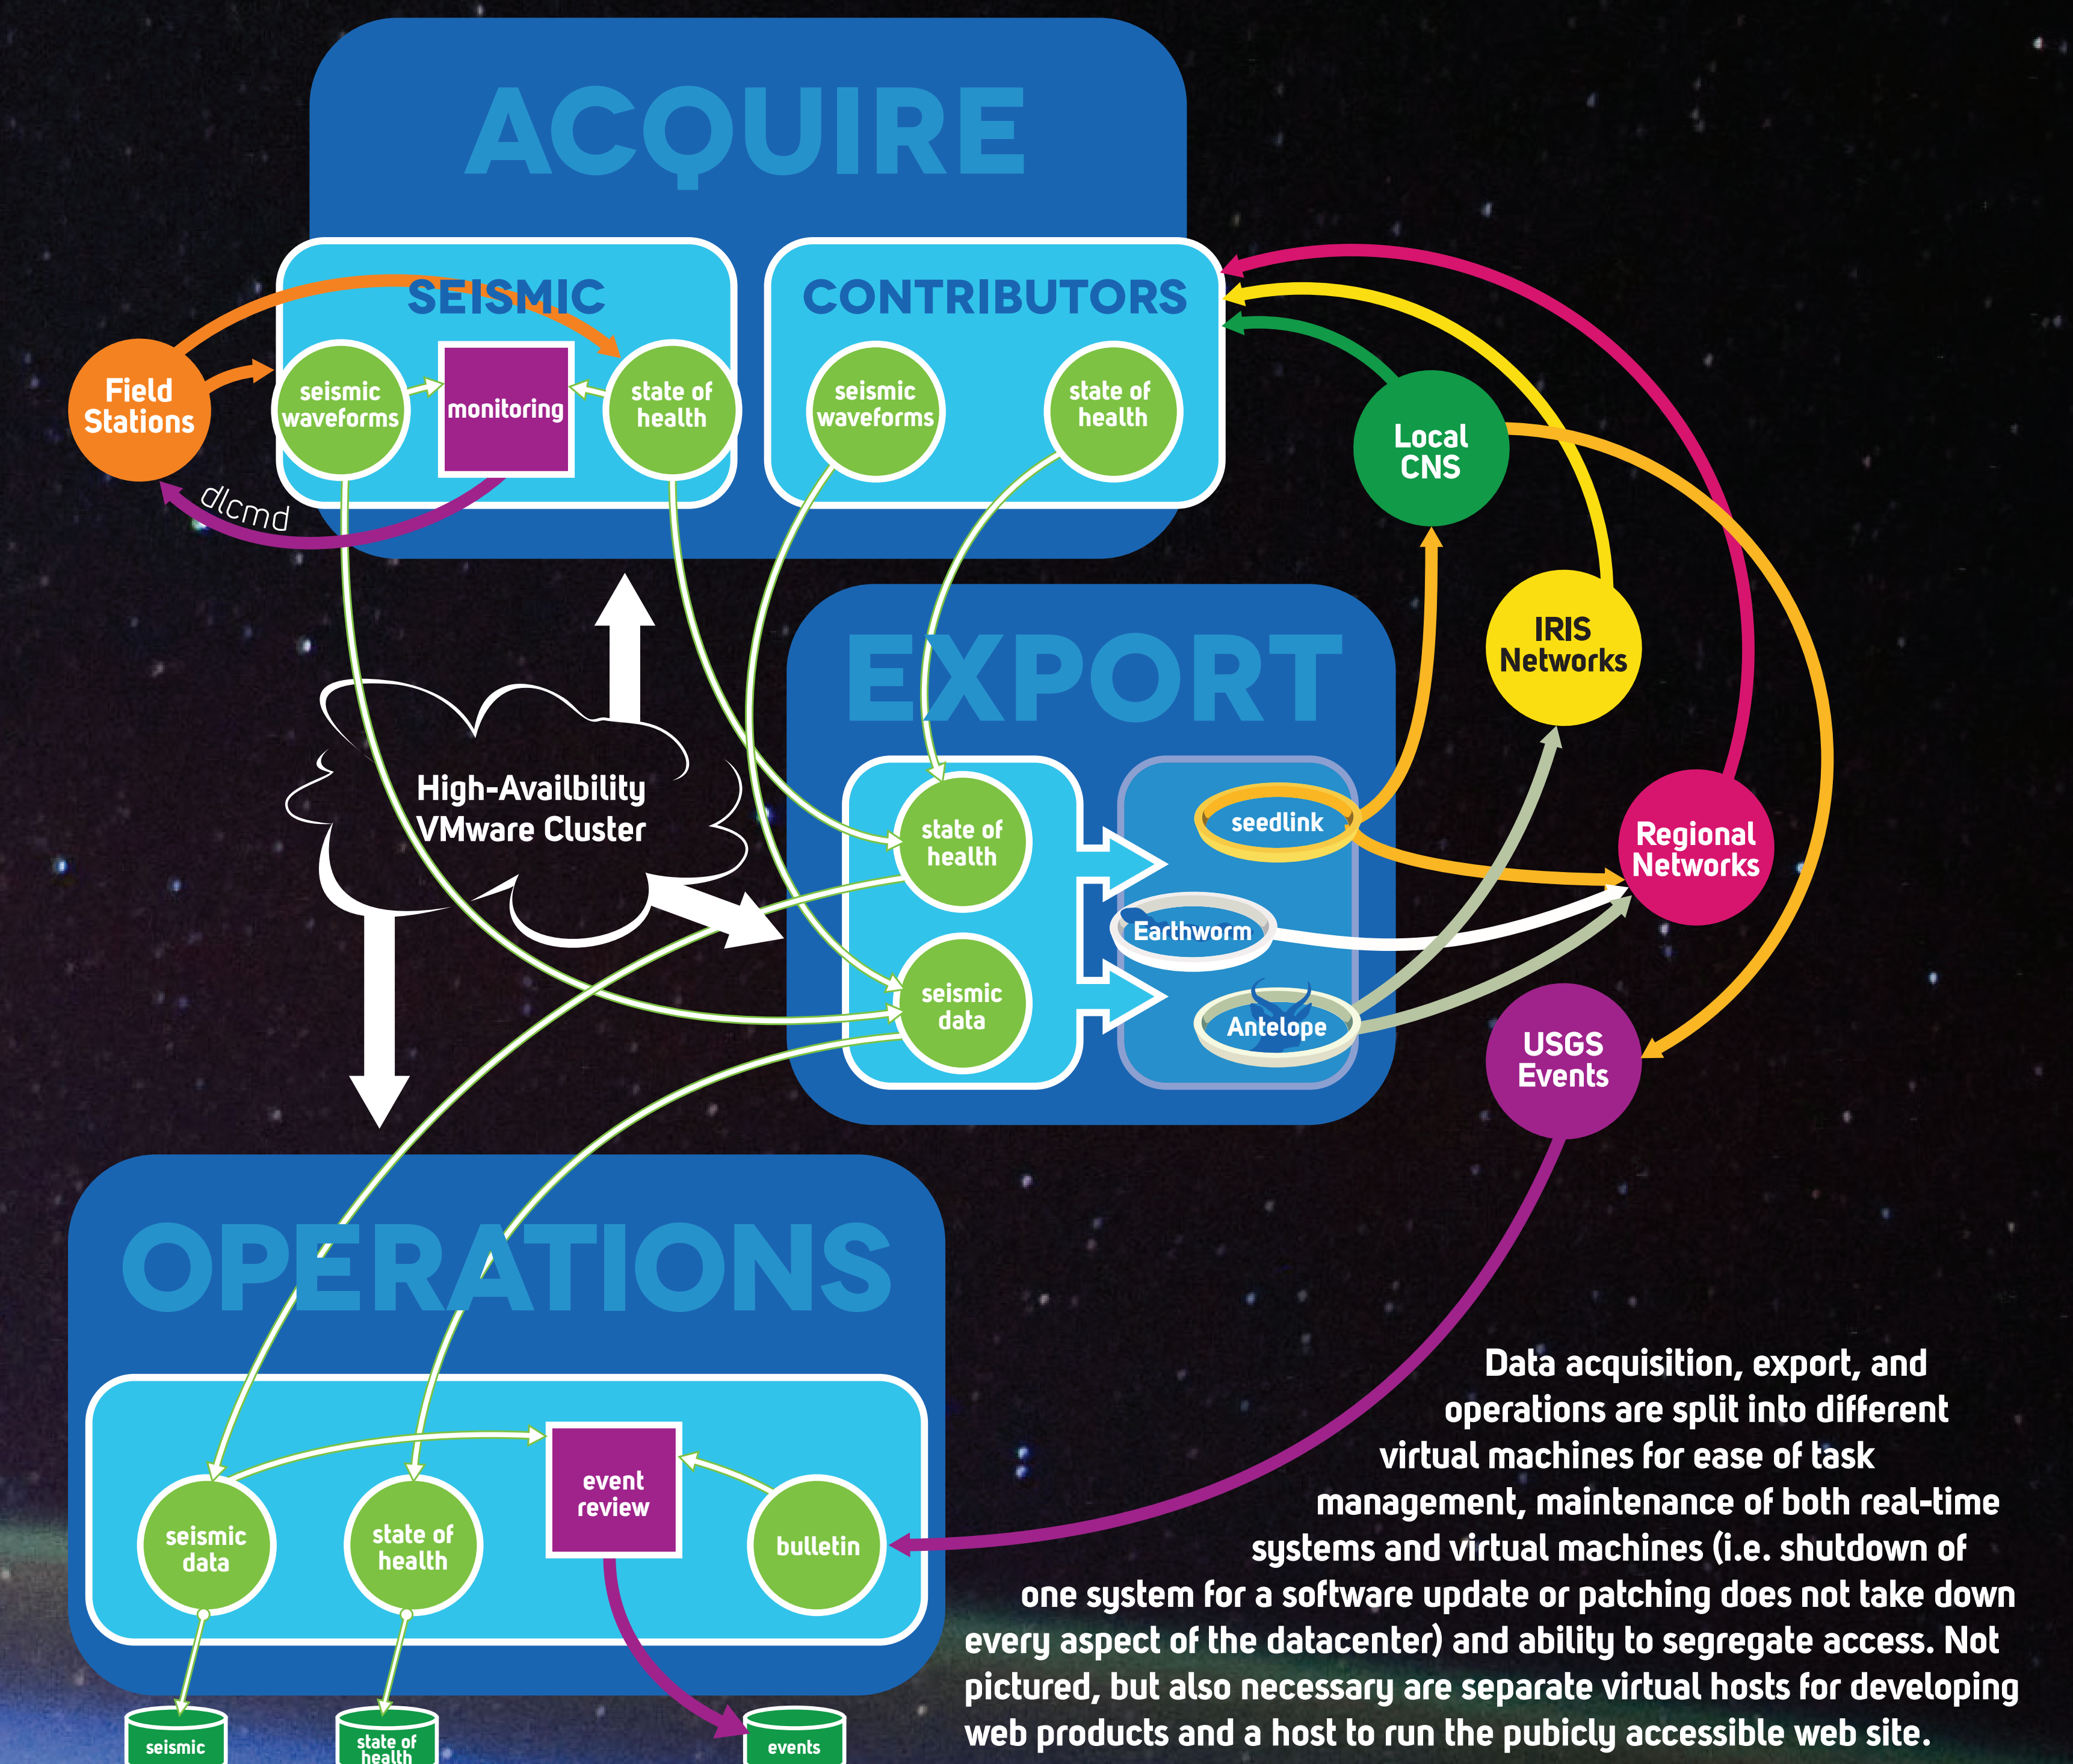 ACQUIRE
SEISMIC
CONTRIBUTORS
Field
Stations
seismic
waveforms
monitoring
state of
health
seismic
waveforms
state of
health
dlcmd
Local
CNS
IRIS
Networks
EXPORT
High-Availbility
VMware Cluster
state of
health
seedlink
Regional
Networks
Earthworm
seismic
data
Antelope
USGS
Events
OPERATIONS
seismic
data
state of
health
event
review
bulletin
seismic
state of
health
events
Data acquisition, export, and
operations are split into different
virtual machines for ease of task
management, maintenance of both real-time
systems and virtual machines (i.e. shutdown of
one system for a software update or patching does not take down
every aspect of the datacenter) and ability to segregate access. Not
pictured, but also necessary are separate virtual hosts for developing
web products and a host to run the pubicly accessible web site.